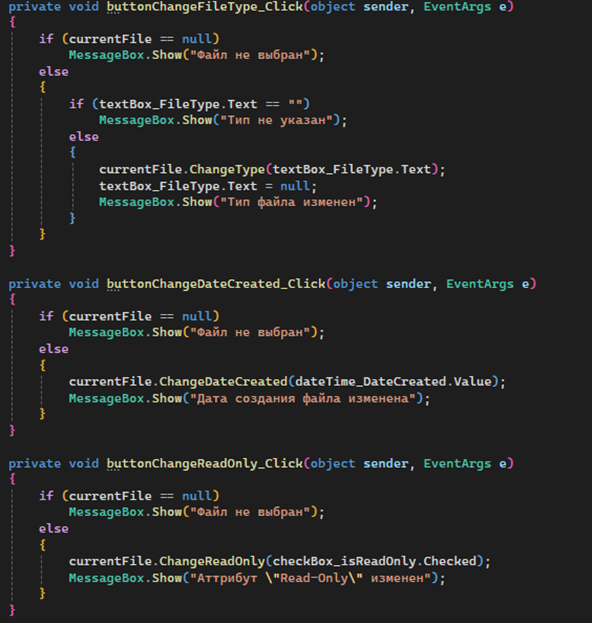 private void buttonChangeFileType_Click(object sender, EventArgs e)
{
if (currentFile == null)
MessageBox.Show("Файл не выбран");
else
{
if (textBox_FileType.Text == "")
MessageBox.Show("Тип не указан");
else
{
currentFile.ChangeType(textBox_FileType.Text);
textBox_FileType.Text = null;
MessageBox.Show("Тип файла изменен");
}
}
}
private void buttonChangeDateCreated_Click(object sender, EventArgs e)
{
if (currentFile == null)
MessageBox.Show("Файл не выбран");
else
{
currentFile.ChangeDateCreated(dateTime_DateCreated.Value);
MessageBox.Show("Дата создания файла изменена");
}
}
private void buttonChangeReadOnly_Click(object sender, EventArgs e)
{
if (currentFile == null)
MessageBox.Show("Файл не выбран");
else
{
currentFile.ChangeReadOnly(checkBox_isReadOnly.Checked);
MessageBox.Show("Аттрибут \"Read-Only\" изменен");
}
}